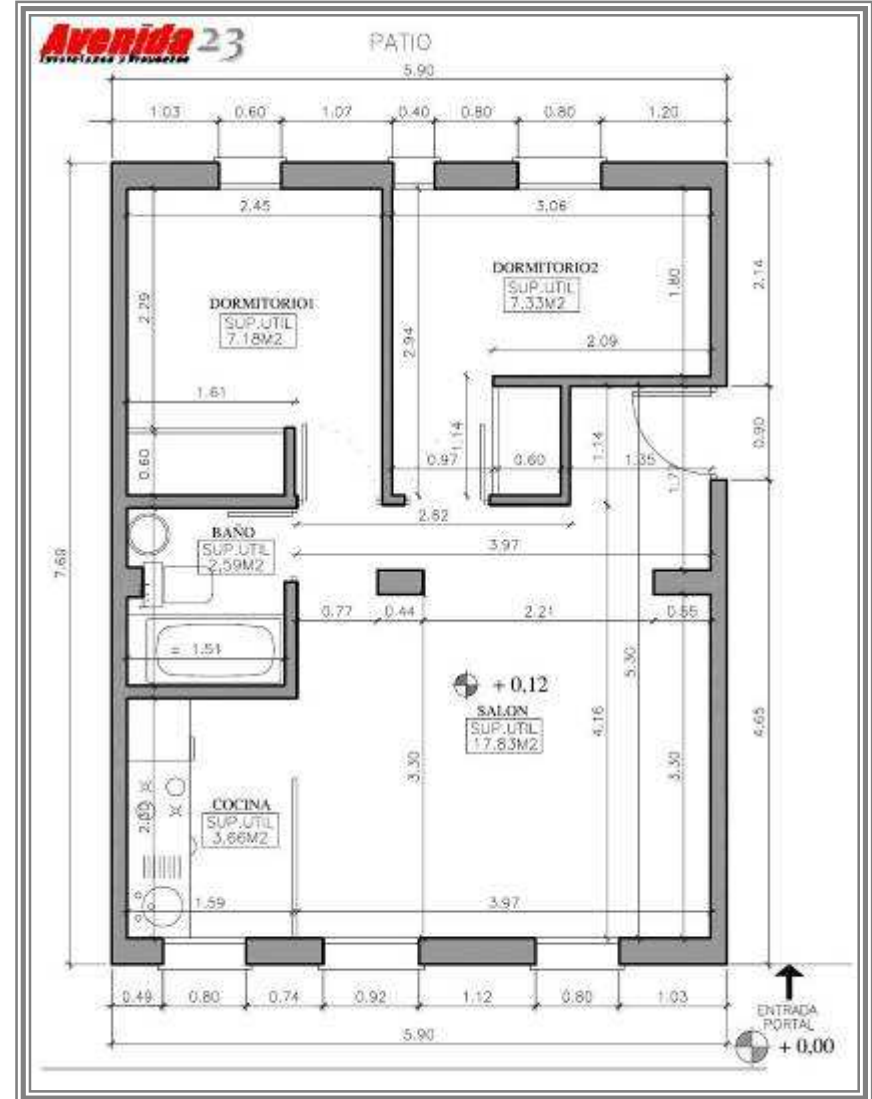 Avenida 23
PATIO
5.90
1.03 0.60 1.07 0.40 0.80 0.80 1.20
2.45 3.06
DORMITORIO2
SUP.UTIL
7.33M2
1.80
2.14
DORMITORIO1
SUP.UTIL
7.18M2
2.29
2.94
2.09
1.61
0.60
1.14
0.97 0.60
1.14
1.35
0.90
2.62
BAÑO
SUP.UTIL
2,59M2
3.97
7.69
0.77 0.44 2.21 0.55
= 1.51
5.30
+ 0,12
SALON
SUP.UTIL
17.83M2
4.16
4.65
3.30
3.30
COCINA
SUP.UTIL
3,66M2
1.59 3.97
0.49 0.80 0.74 0.92 1.12 0.80 1.03
ENTRADA
PORTAL
5.90
+ 0,00